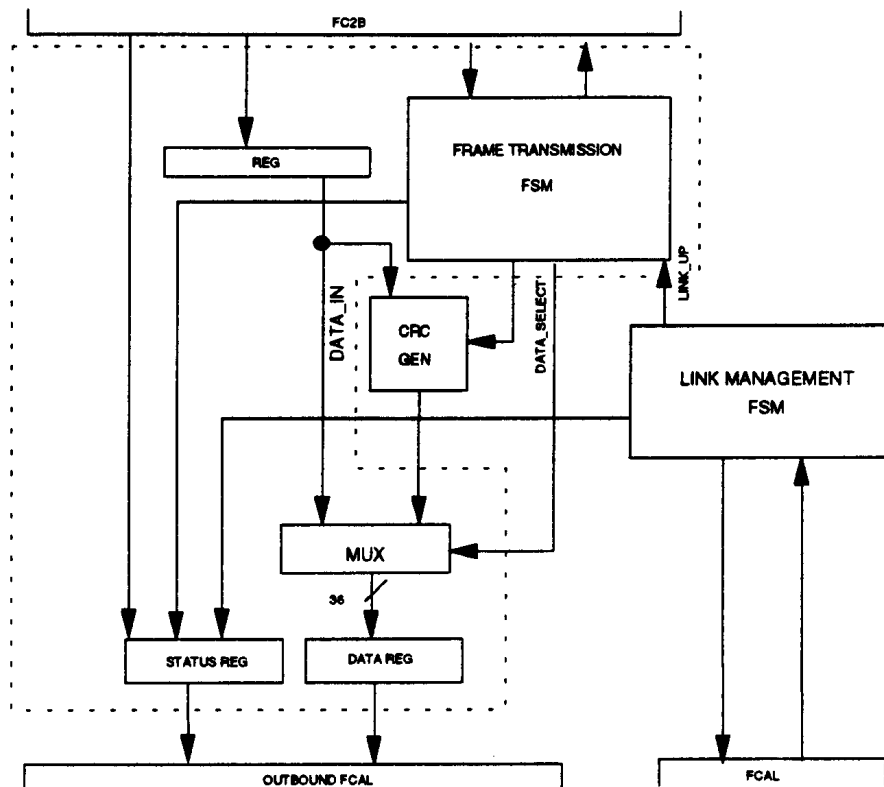 FC2B
FRAME TRANSMISSION
FSM
REG
LINK_UP
DATA_IN
DATA_SELECT
CRC
GEN
LINK MANAGEMENT
FSM
MUX
36
STATUS REG
DATA REG
OUTBOUND FCAL
FCAL